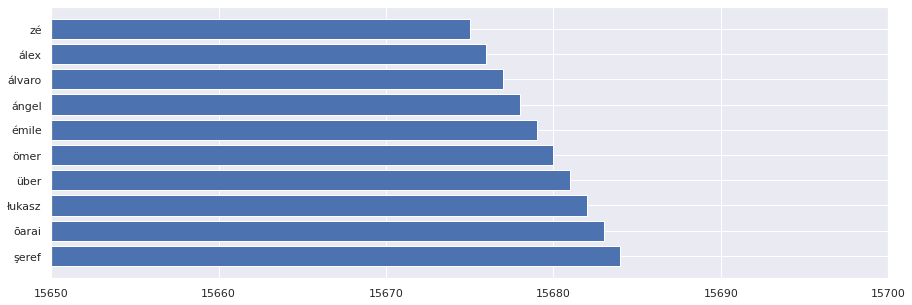 zé
álex
álvaro
ángel
émile
ömer
über
łukasz
ōarai
şeref
15650 15660 15670 15680 15690 15700